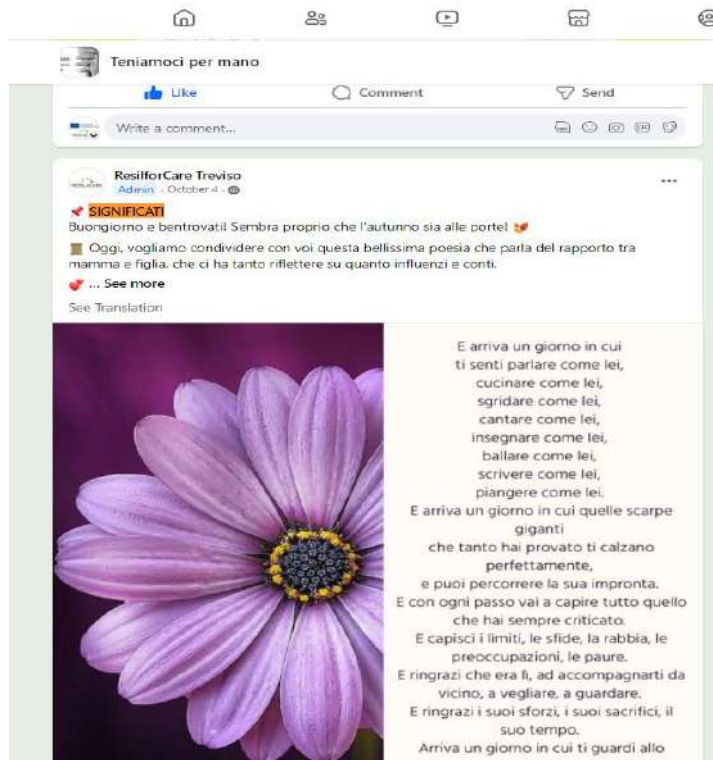 Teniamoci per mano
Like Comment Send
Write a comment...
ResilforCare Treviso
Admin · October 4 ·
SIGNIFICATI
Buongiorno e bentrovati! Sembra proprio che l'autunno sia alle porte!
Oggi, vogliamo condividere con voi questa bellissima poesia che parla del rapporto tra
mamma e figlia, che ci ha tanto riflettere su quanto influenzi e conti.
... See more
See Translation
E arriva un giorno in cui
ti senti parlare come lei,
cucinare come lei,
sgridare come lei,
cantare come lei,
insegnare come lei,
ballare come lei,
scrivere come lei,
piangere come lei.
E arriva un giorno in cui quelle scarpe
giganti
che tanto hai provato ti calzano
perfettamente,
e puoi percorrere la sua impronta.
E con ogni passo vai a capire tutto quello
che hai sempre criticato.
E capisci i limiti, le sfide, la rabbia, le
preoccupazioni, le paure.
E ringrazi che era lì, ad accompagnarti da
vicino, a vegliare, a guardare.
E ringrazi i suoi sforzi, i suoi sacrifici, il
suo tempo.
Arriva un giorno in cui ti guardi allo